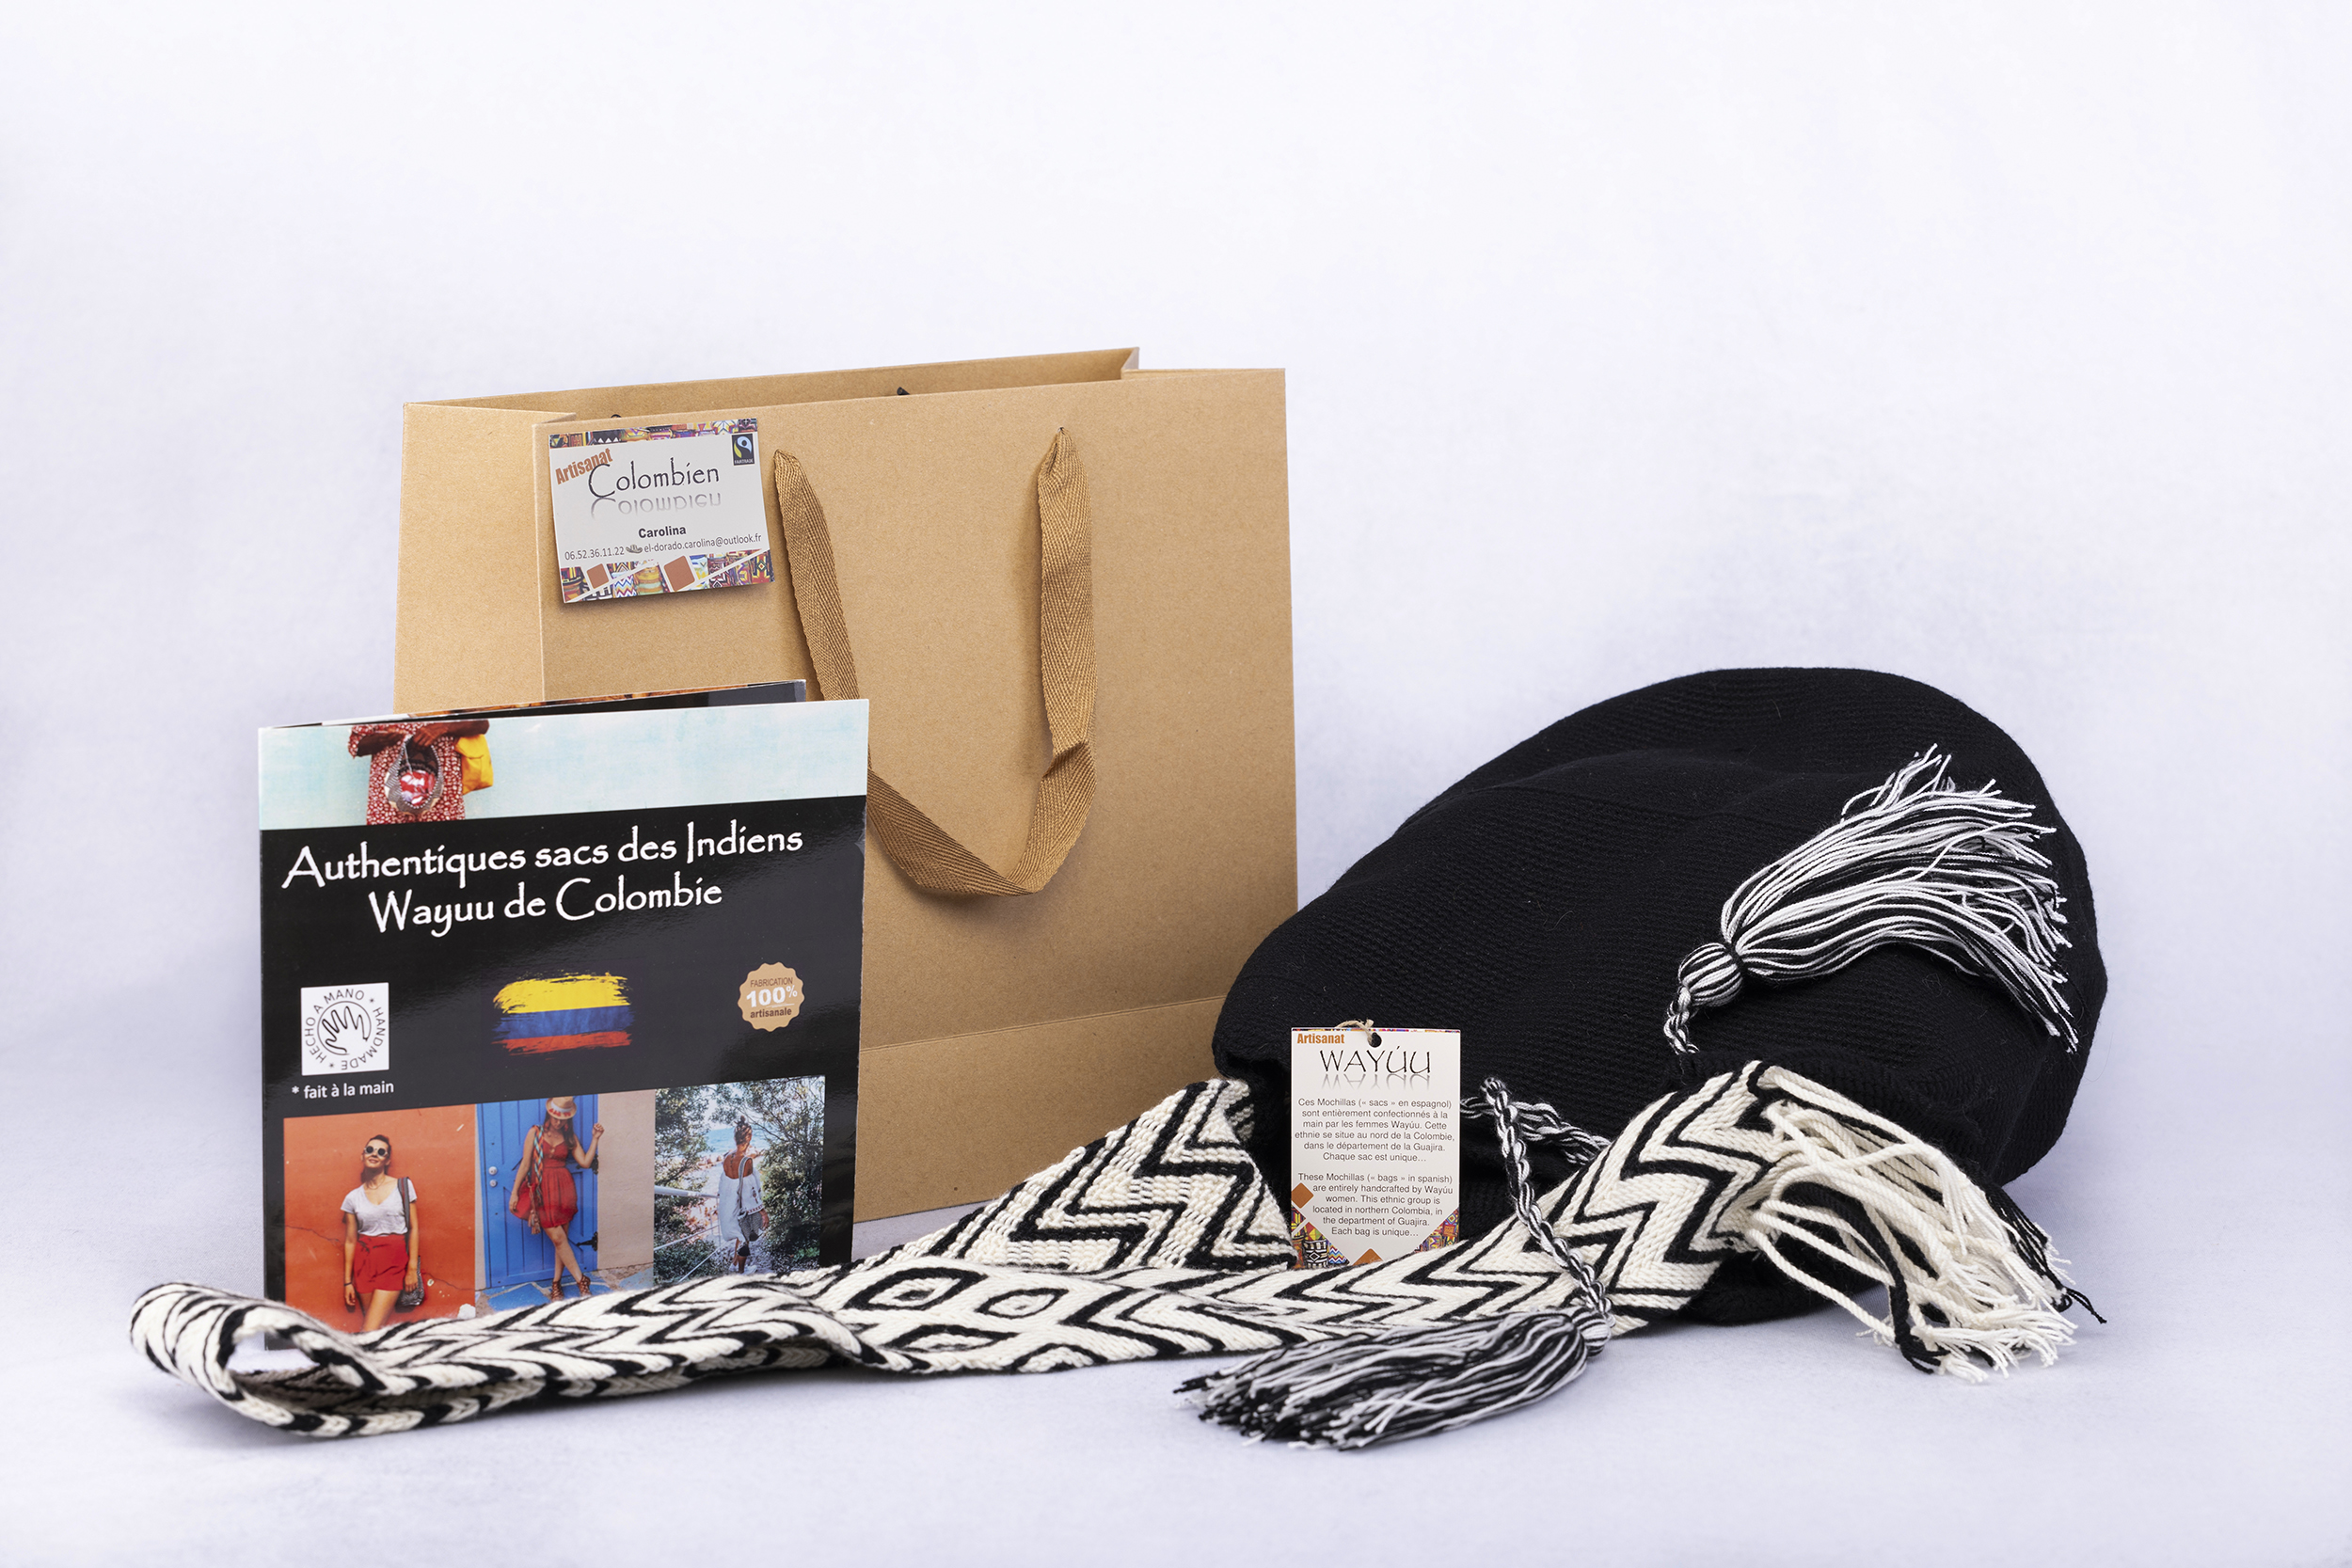 Artisanat
Colombien
FAIRTRADE
Carolina
06.52.36.11.22 el-dorado.carolina@outlook.fr
Authentiques sacs des Indiens
Wayuu de Colombie
HECHO A MANO * HANDMADE *
* fait à la main
FABRICATION
100%
artisanale
Artisanat
WAYÚU
Ces Mochillas (« sacs » en espagnol)
sont entièrement confectionnés à la
main par les femmes Wayúu. Cette
ethnie se situe au nord de la Colombie,
dans le département de la Guajira.
Chaque sac est unique...
These Mochillas (« bags » in spanish)
are entirely handcrafted by Wayúu
women. This ethnic group is
located in northern Colombia, in
the department of Guajira.
Each bag is unique...